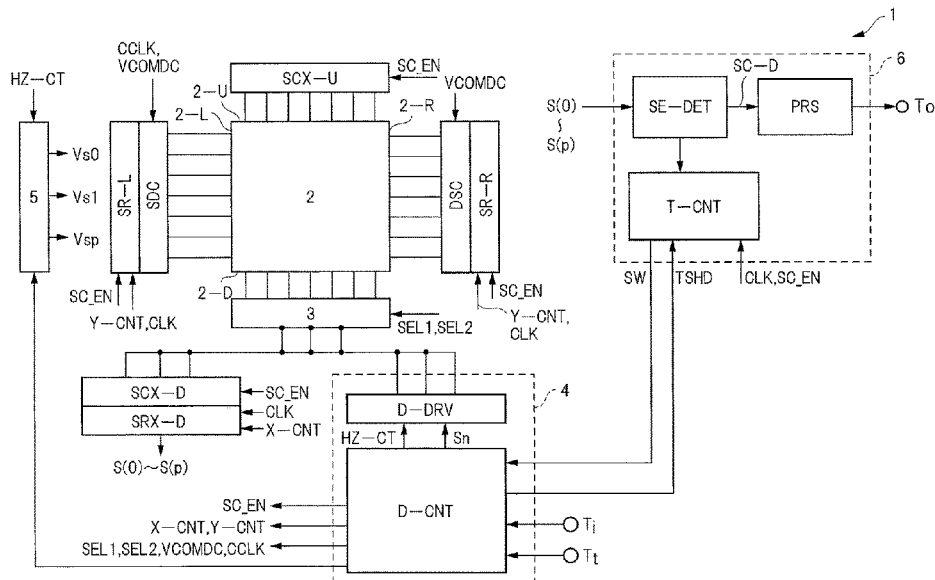 1
CCLK,
VCOMDC
HZ-CT
SCX-U
SC_EN
VCOMDC
6
SC-D
2-U
2-R
2-L
S(0)
~
S(p)
SE-DET
PRS
To
Vs0
5
Vs1
Vsp
SR-L
SDC
2
DSC
SR-R
T-CNT
SW
TSHD
CLK,SC_EN
SC_EN
2-D
SC_EN
Y-CNT,CLK
3
SEL1,SEL2
Y-CNT,
CLK
SCX-D
SC_EN
SRX-D
CLK
X-CNT
S(0)~S(p)
4
D-DRV
HZ-CT
Sn
D-CNT
SC_EN
X-CNT,Y-CNT
SEL1,SEL2,VCOMDC,CCLK
Ti
Tt